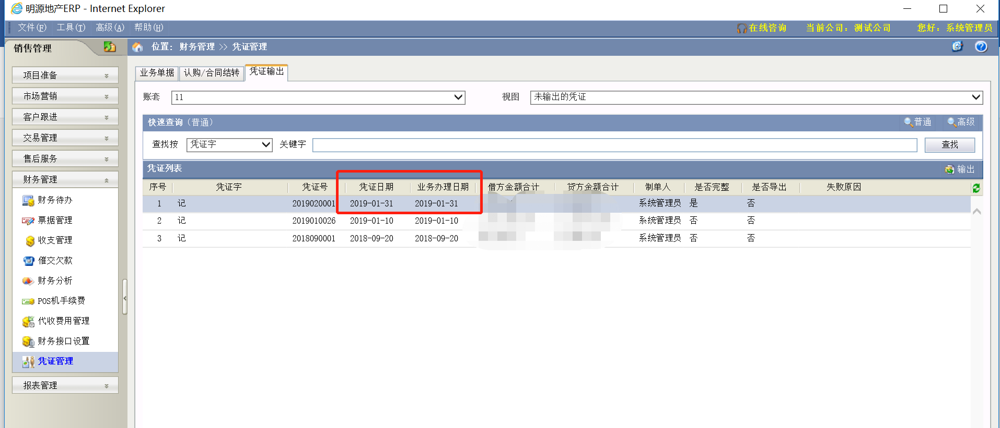 明源地产ERP - Internet Explorer
文件(F) 工具(T) 高级(A) 帮助(H) 在线咨询 当前公司：测试公司 您好：系统管理员
销售管理
位置：财务管理 >> 凭证管理
项目准备
市场营销
客户跟进
交易管理
售后服务
财务管理
财务待办
票据管理
收支管理
催交欠款
财务分析
POS机手续费
代收费用管理
财务接口设置
凭证管理
报表管理
业务单据 认购/合同结转 凭证输出
账套 11 视图 未输出的凭证
快速查询（普通） 普通 高级
查找按 凭证字 关键字 查找
凭证列表 输出
序号 凭证字 凭证号 凭证日期 业务办理日期 借方金额合计 贷方金额合计 制单人 是否完整 是否导出 失败原因
1 记 2019020001 2019-01-31 2019-01-31 系统管理员 是 否
2 记 2019010026 2019-01-10 2019-01-10 系统管理员 否 否
3 记 2018090001 2018-09-20 2018-09-20 系统管理员 否 否